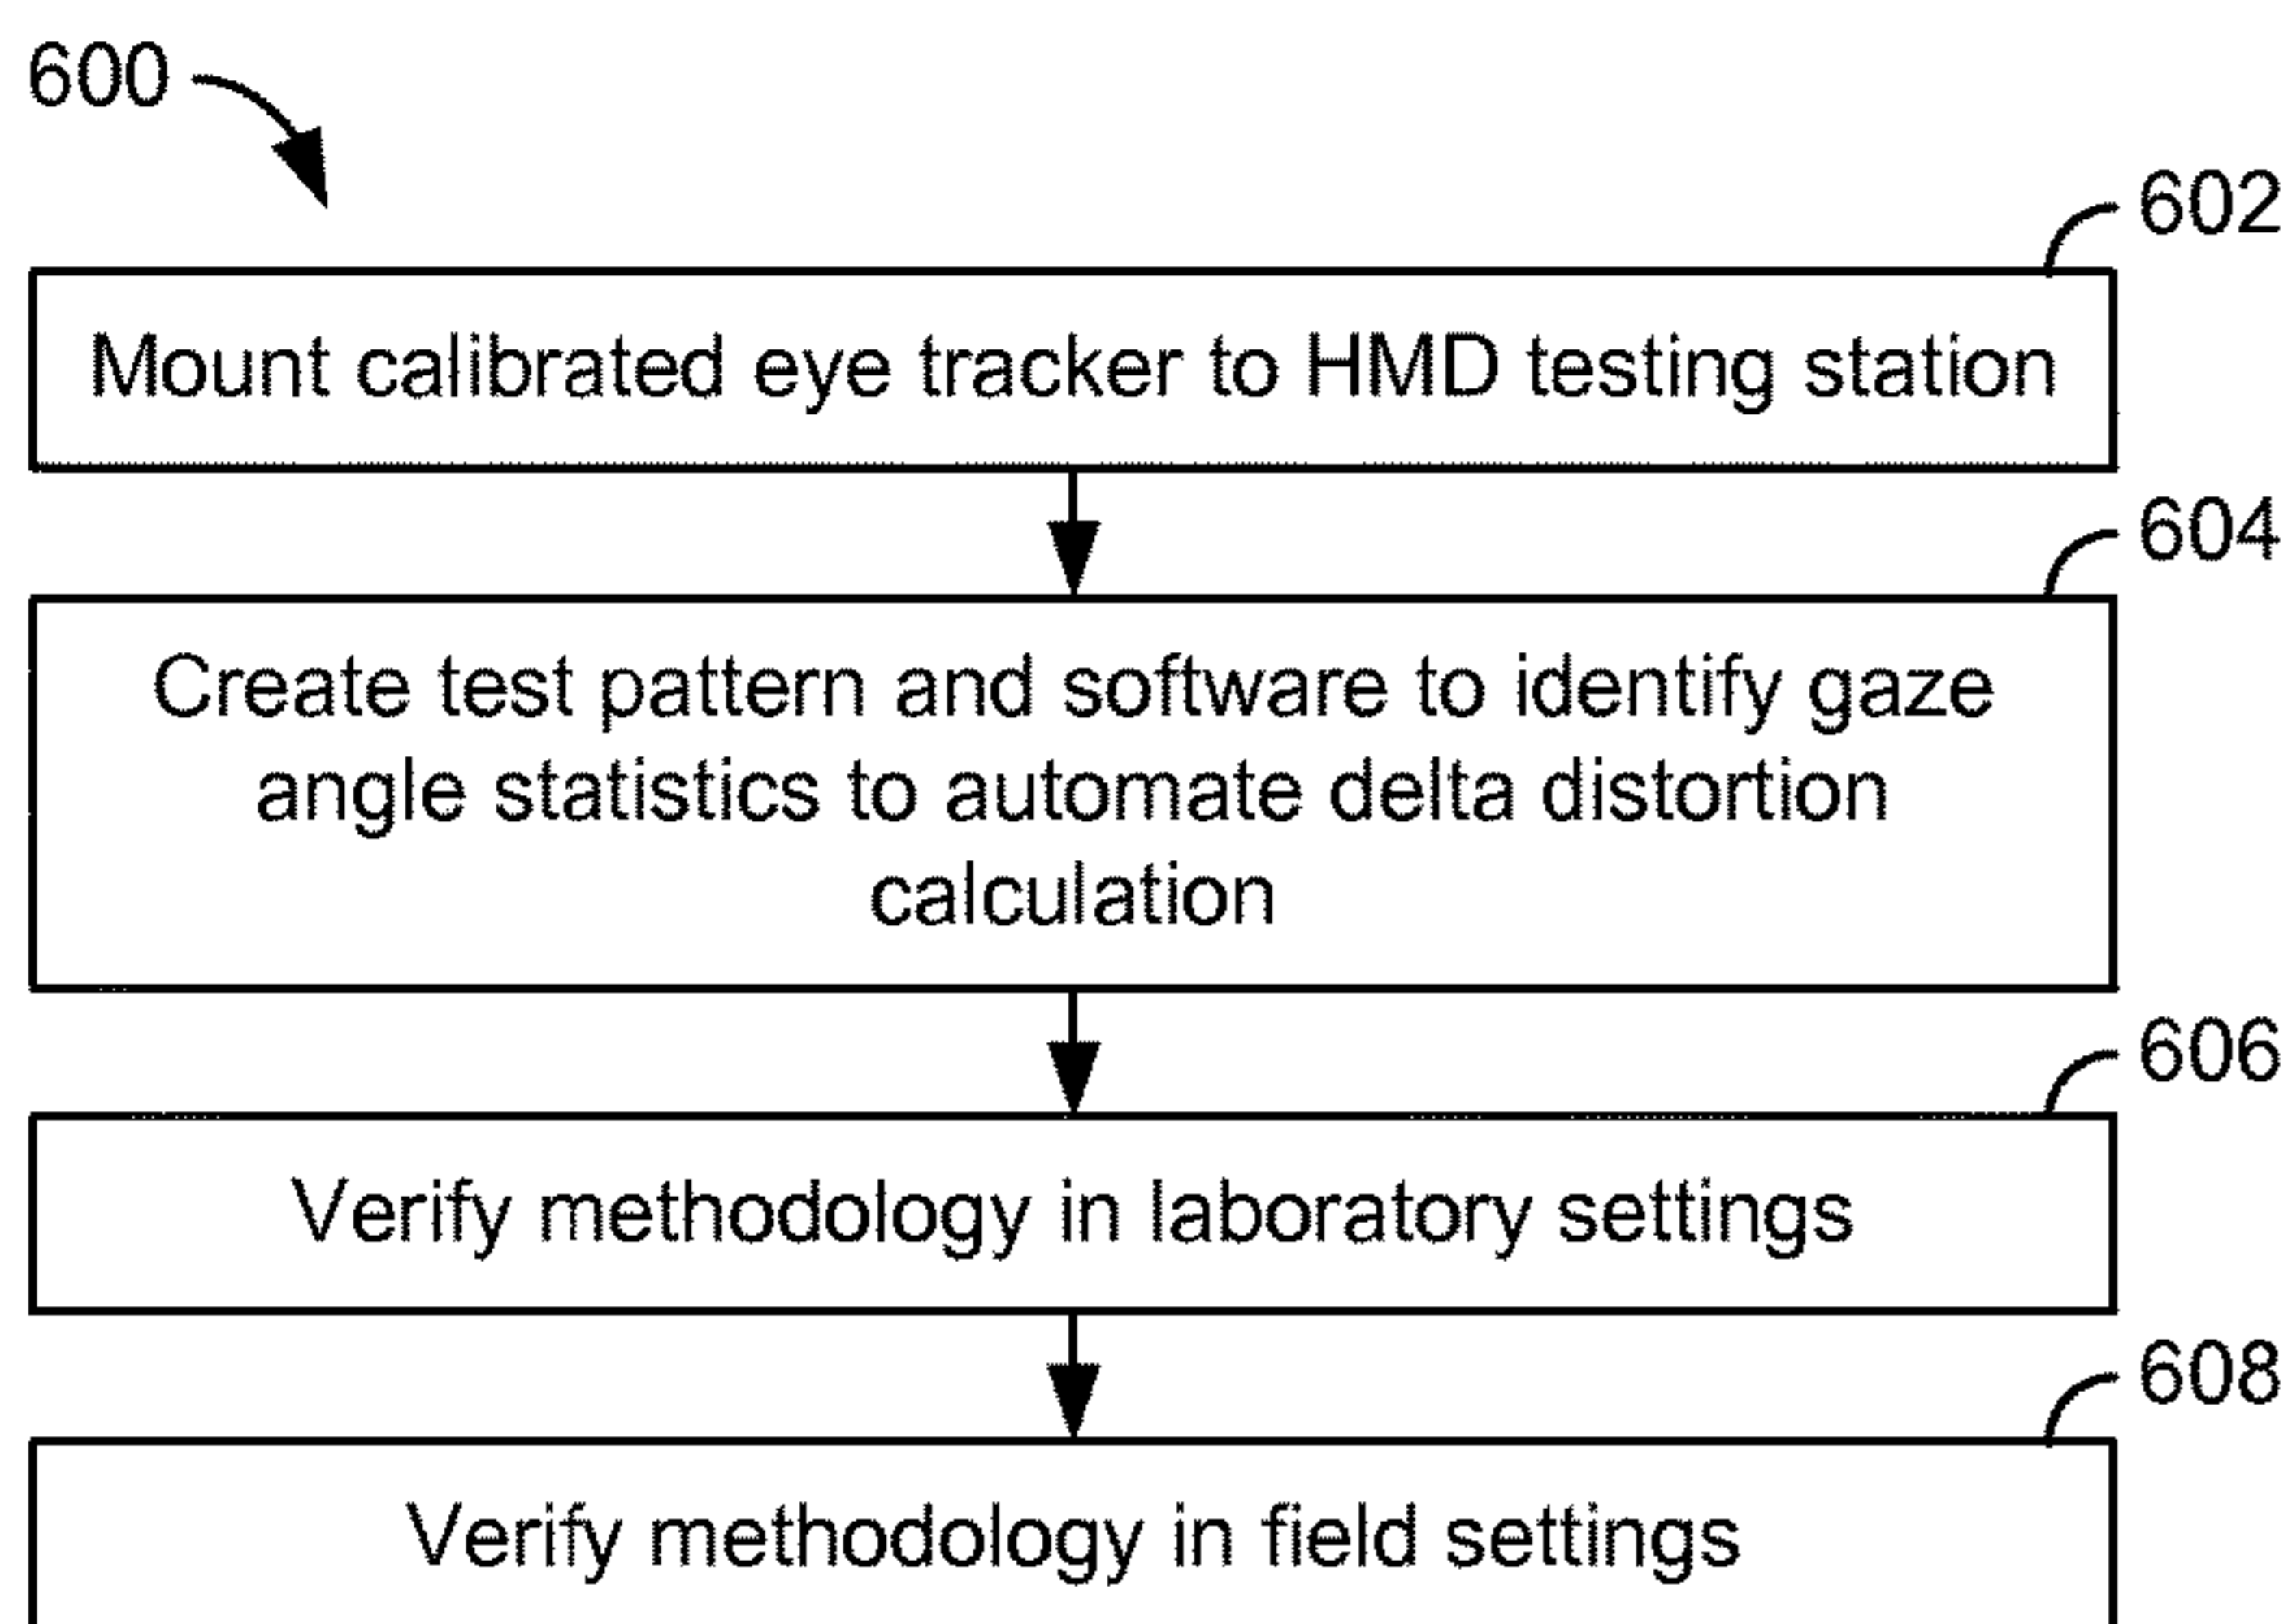 600
602
Mount calibrated eye tracker to HMD testing station
604
Create test pattern and software to identify gaze
angle statistics to automate delta distortion
calculation
606
Verify methodology in laboratory settings
608
Verify methodology in field settings